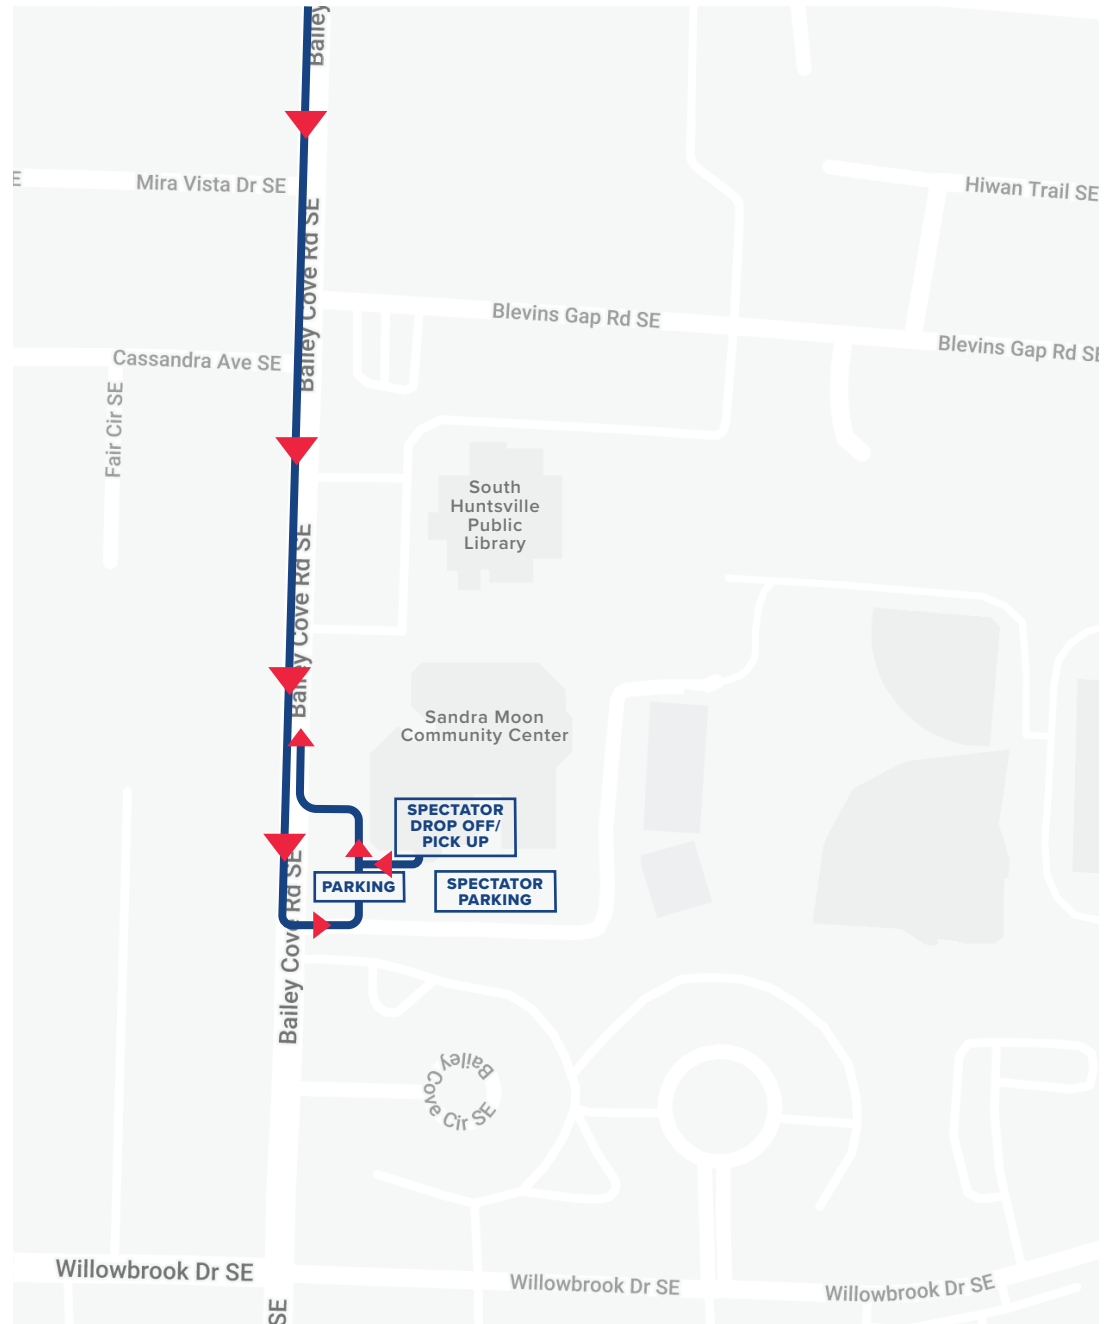 Bailey
E
Mira Vista Dr SE
Hiwan Trail SE
Bailey Cove Rd SE
Blevins Gap Rd SE
Blevins Gap Rd SE
Cassandra Ave SE
Fair Cir SE
South
Huntsville
Public
Library
Bailey Cove Rd SE
Sandra Moon
Community Center
SPECTATOR
DROP OFF/
PICK UP
PARKING
SPECTATOR
PARKING
Bailey Cove Rd SE
Bailey Cove Cir SE
Willowbrook Dr SE
Willowbrook Dr SE
Willowbrook Dr SE
SE